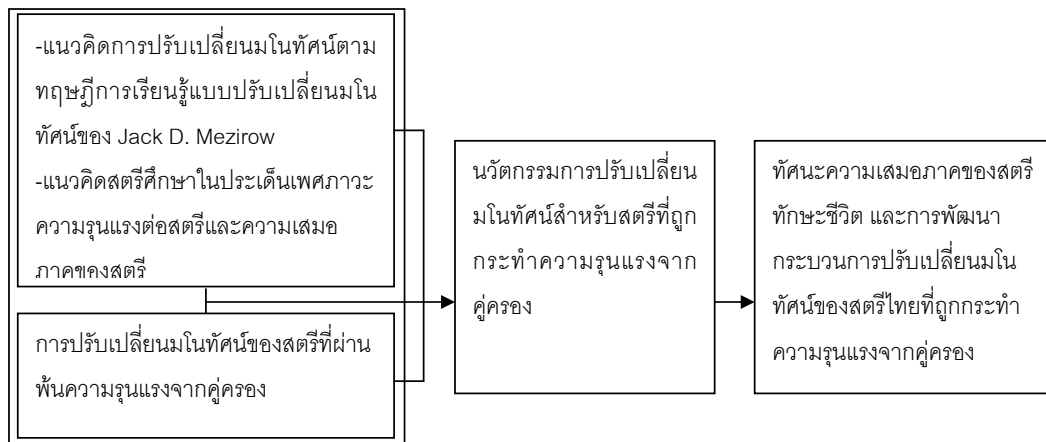 -แนวคิดการปรับเปลี่ยนมโนทัศน์ตาม
ทฤษฎีการเรียนรู้แบบปรับเปลี่ยนมโน
ทัศน์ของ Jack D. Mezirow
-แนวคิดสตรีศึกษาในประเด็นเพศภาวะ
ความรุนแรงต่อสตรีและความเสมอ
ภาคของสตรี
การปรับเปลี่ยนมโนทัศน์ของสตรีที่ผ่าน
พ้นความรุนแรงจากคู่ครอง
นวัตกรรมการปรับเปลี่ยน
มโนทัศน์สำหรับสตรีที่ถูก
กระทำความรุนแรงจาก
คู่ครอง
ทัศนะความเสมอภาคของสตรี
ทักษะชีวิต และการพัฒนา
กระบวนการปรับเปลี่ยนมโน
ทัศน์ของสตรีไทยที่ถูกกระทำ
ความรุนแรงจากคู่ครอง